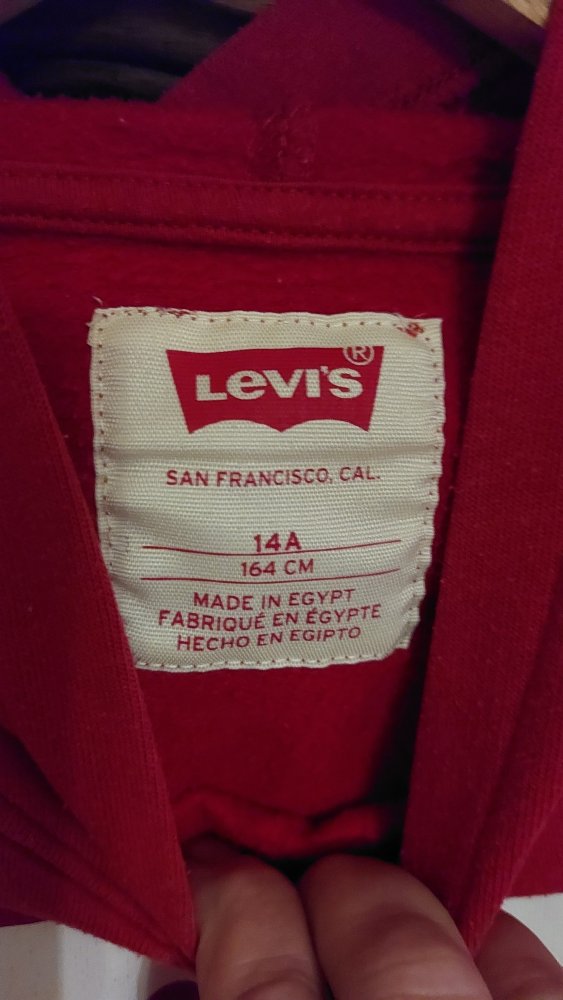 LEVI'S ®
SAN FRANCISCO, CAL.
14A
164 CM
MADE IN EGYPT
FABRIQUÉ EN ÉGYPTE
HECHO EN EGIPTO